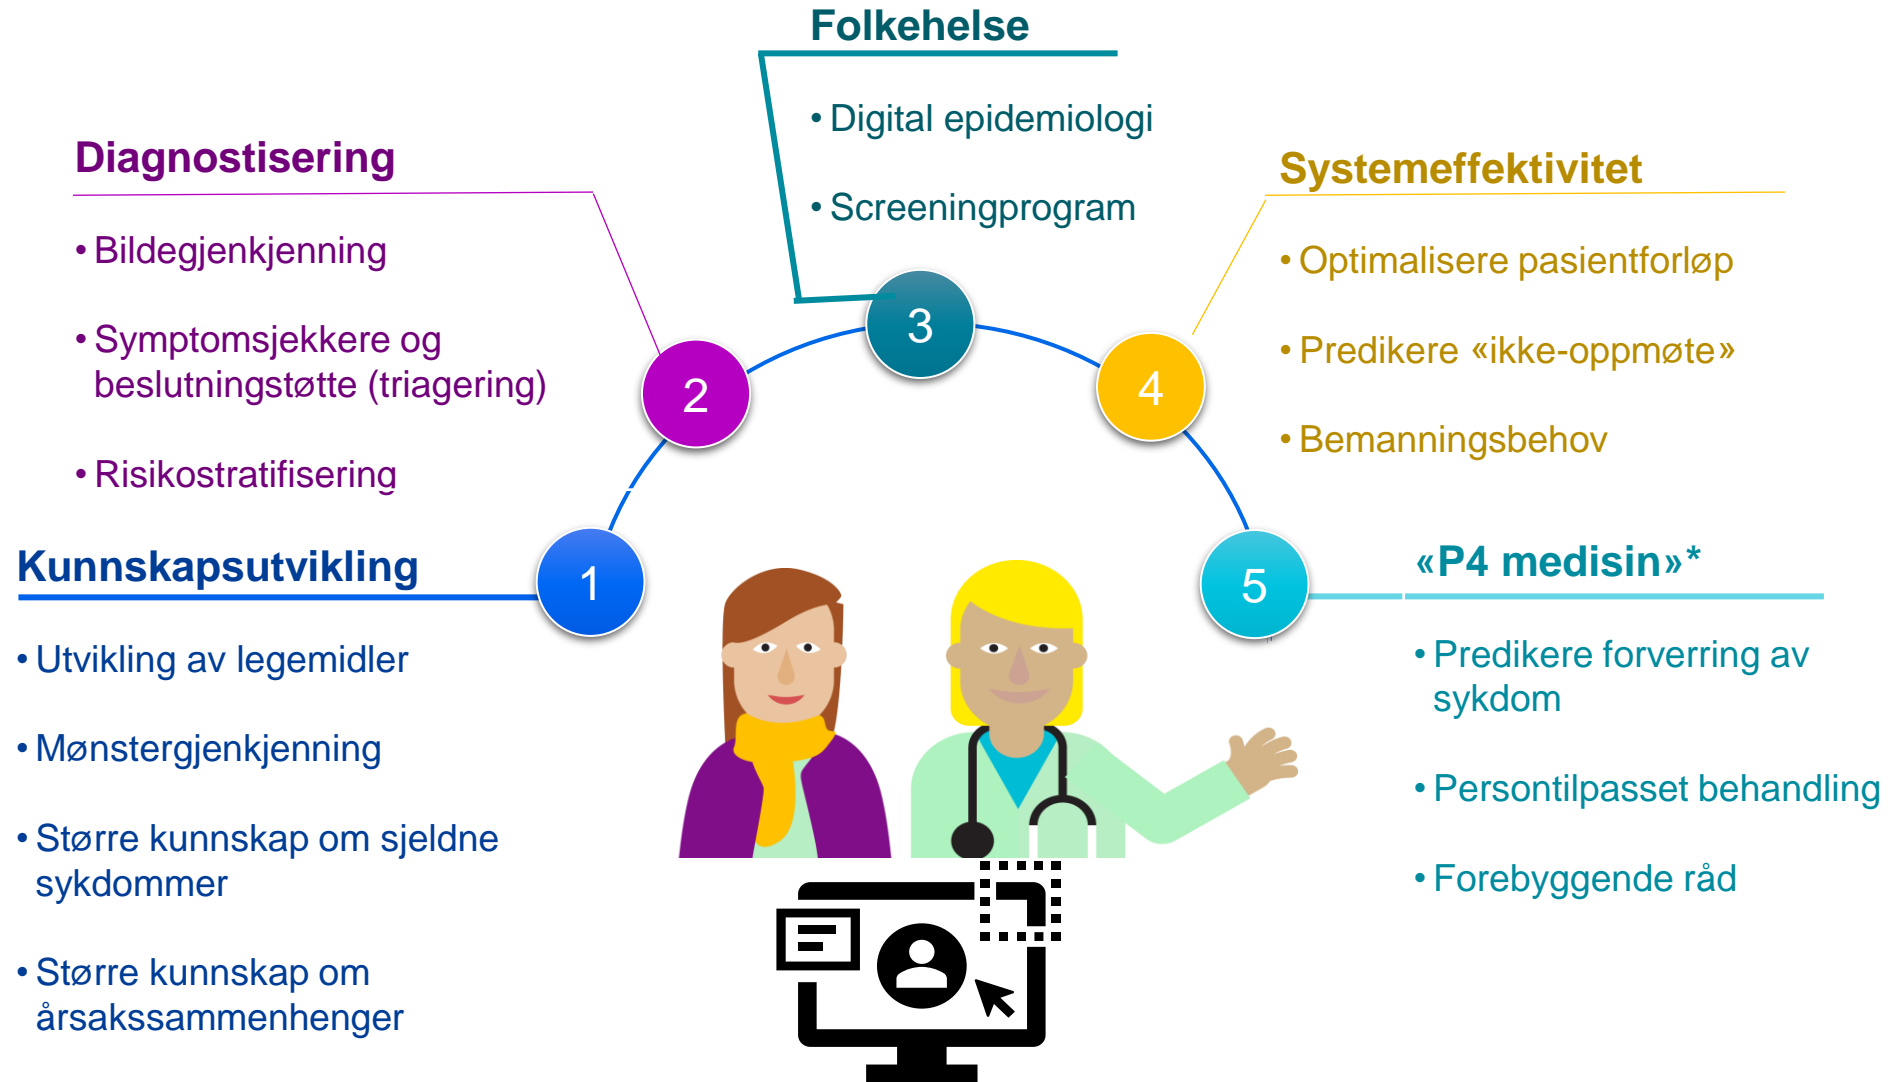 Kunnskapsutvikling
• Utvikling av legemidler
• Mønstergjenkjenning
• Større kunnskap om sjeldne
sykdommer
• Større kunnskap om
årsakssammenhenger
1
Diagnostisering
• Bildegjenkjenning
• Symptomsjekkere og
beslutningstøtte (triagering)
• Risikostratifisering
2
Folkehelse
• Digital epidemiologi
• Screeningprogram
3
Systemeffektivitet
• Optimalisere pasientforløp
• Predikere «ikke-oppmøte»
• Bemanningsbehov
4
«P4 medisin»*
• Predikere forverring av
sykdom
• Persontilpasset behandling
• Forebyggende råd
5